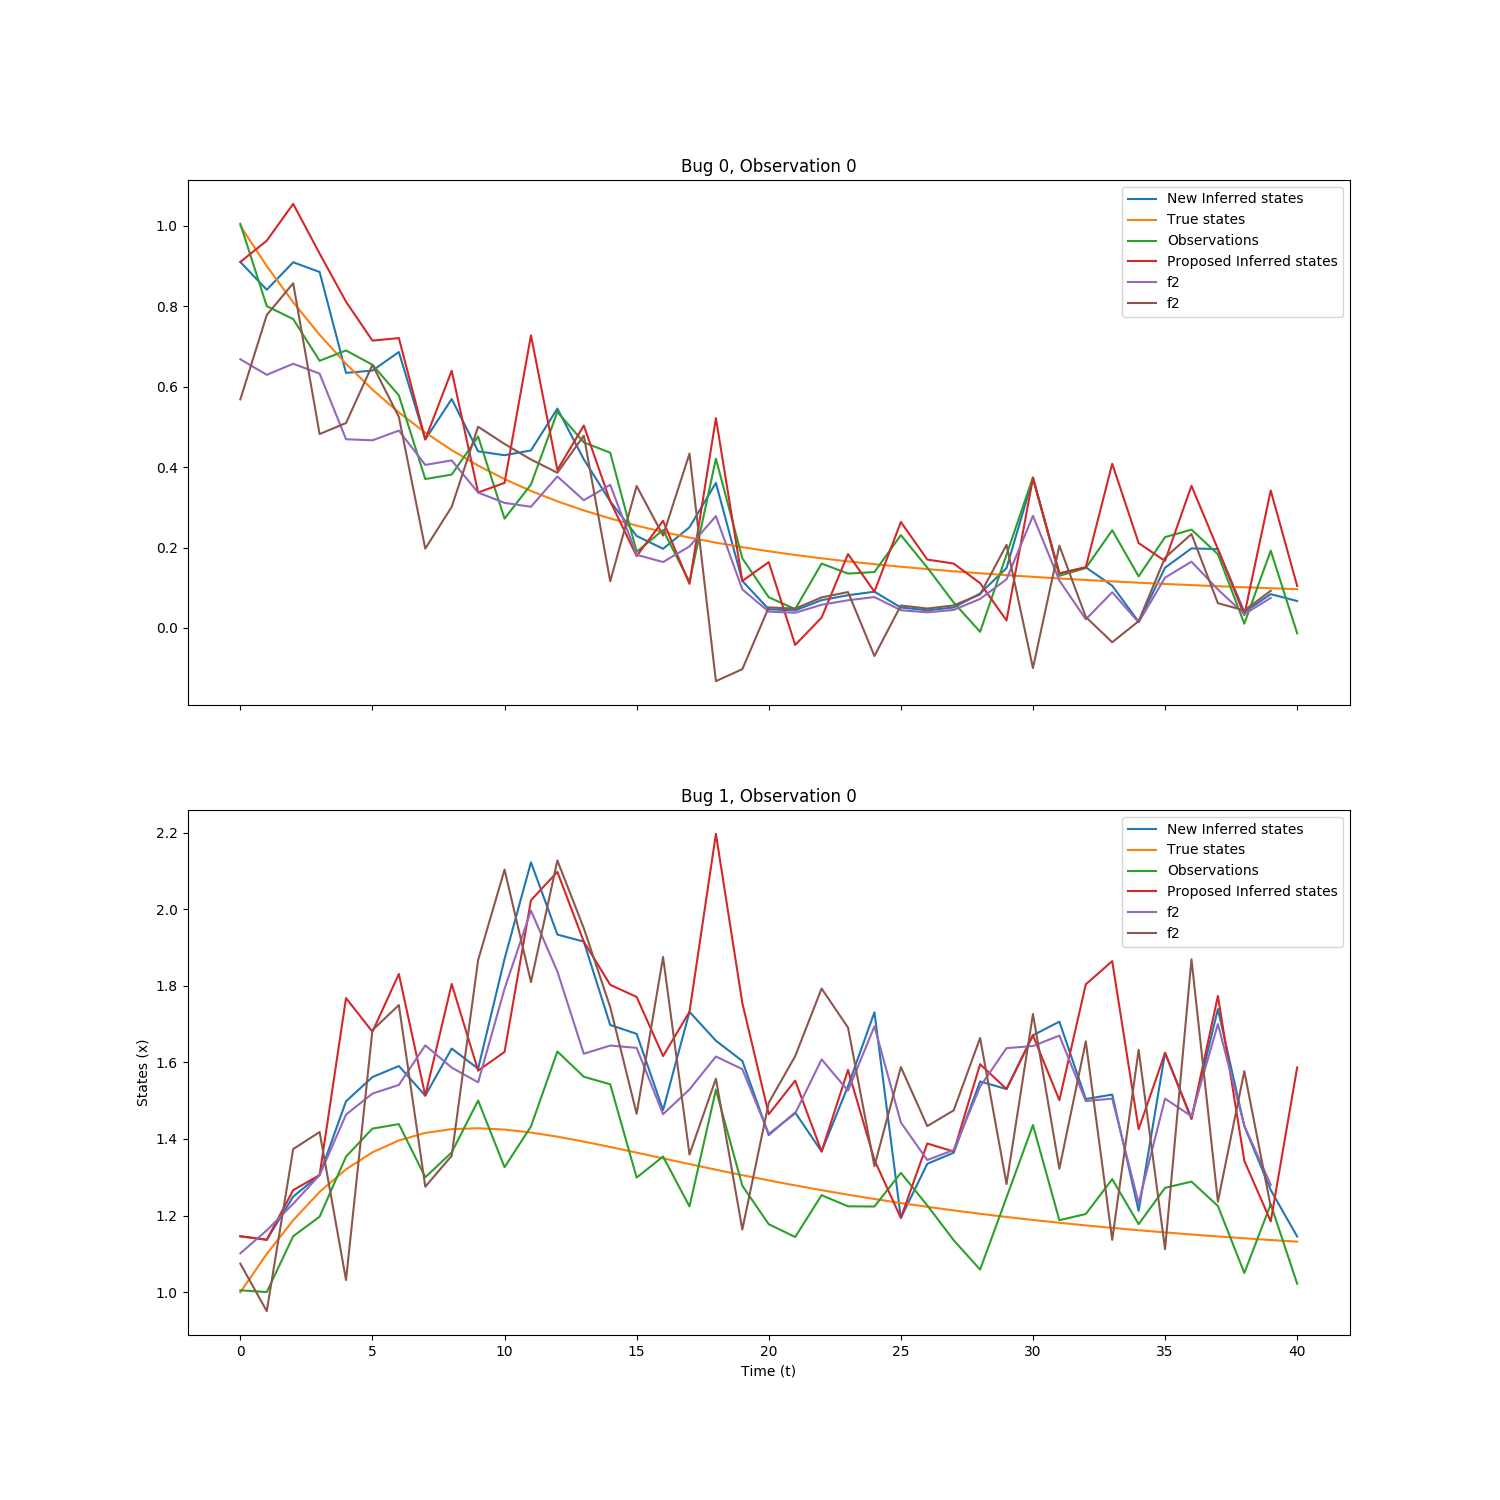 Bug 0, Observation 0
New Inferred states
True states
Observations
Proposed Inferred states
f2
f2
1.0
0.8
0.6
0.4
0.2
0.0
Bug 1, Observation 0
New Inferred states
True states
Observations
Proposed Inferred states
f2
f2
2.2
2.0
1.8
1.6
1.4
1.2
1.0
States (x)
0 5 10 15 20 25 30 35 40
Time (t)